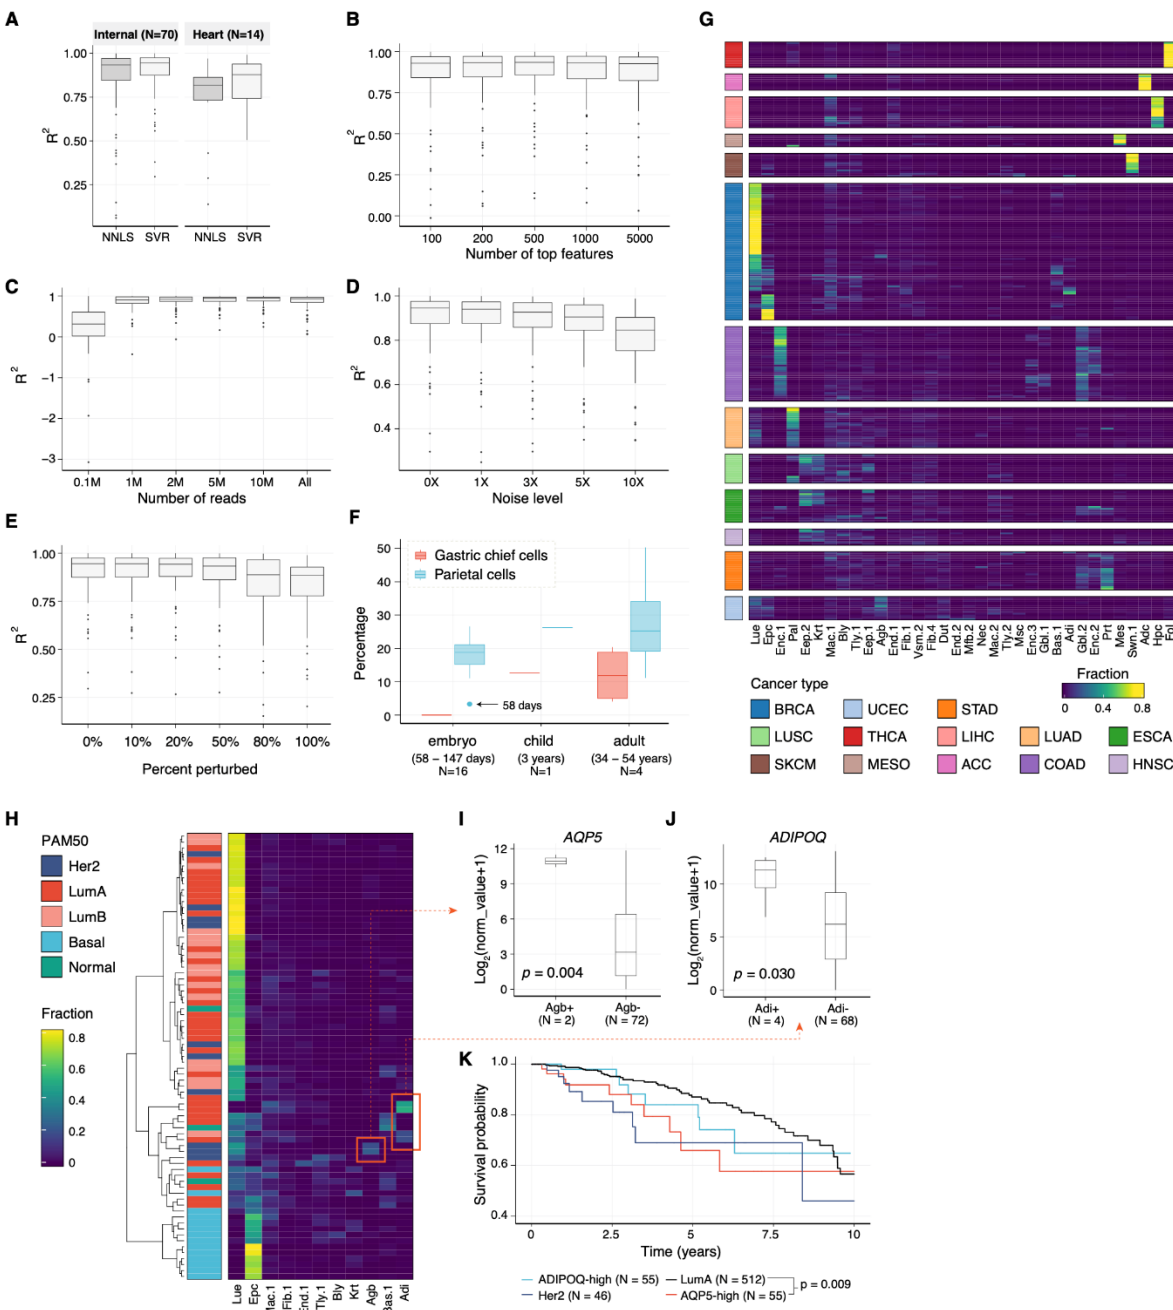 A
Internal (N=70) Heart (N=14)
1.00
0.75
0.50
0.25
R²
NNLS SVR NNLS SVR
B
1.00
0.75
0.50
0.25
0.00
R²
100 200 500 1000 5000
Number of top features
C
1
0
−1
−2
−3
R²
0.1M 1M 2M 5M 10M All
Number of reads
D
1.0
0.8
0.6
0.4
R²
0X 1X 3X 5X 10X
Noise level
E
1.00
0.75
0.50
0.25
R²
0% 10% 20% 50% 80% 100%
Percent perturbed
F
Gastric chief cells
Parietal cells
50
40
30
20
10
0
Percentage
58 days
embryo child adult
(58 − 147 days) (3 years) (34 − 54 years)
N=16 N=1 N=4
G
Lue Epc Enc.1 Pal Eep.2 Krt Mac.1 Bly Tly.1 Eep.1 Agb End.1 Fib.1 Vsm.2 Fib.4 Dut End.2 Mfb.2 Nec Mac.2 Tly.2 Msc Enc.3 Gbl.1 Bas.1 Adi Gbl.2 Enc.2 Prt Mes Swn.1 Adc Hpc Fol
Cancer type
Fraction
0 0.4 0.8
BRCA UCEC STAD
LUSC THCA LIHC LUAD ESCA
SKCM MESO ACC COAD HNSC
H
PAM50
Her2
LumA
LumB
Basal
Normal
Fraction
0.8
0.6
0.4
0.2
0
Lue Epc Mac.1 Fib.1 End.1 Tly.1 Bly Krt Agb Bas.1 Adi
I
AQP5
12
9
6
3
0
Log₂(norm_value+1)
p = 0.004
Agb+ Agb-
(N = 2) (N = 72)
J
ADIPOQ
10
5
0
Log₂(norm_value+1)
p = 0.030
Adi+ Adi-
(N = 4) (N = 68)
K
1.0
0.8
0.6
0.4
Survival probability
0 2.5 5 7.5 10
Time (years)
ADIPOQ-high (N = 55) LumA (N = 512)
Her2 (N = 46) AQP5-high (N = 55)
p = 0.009